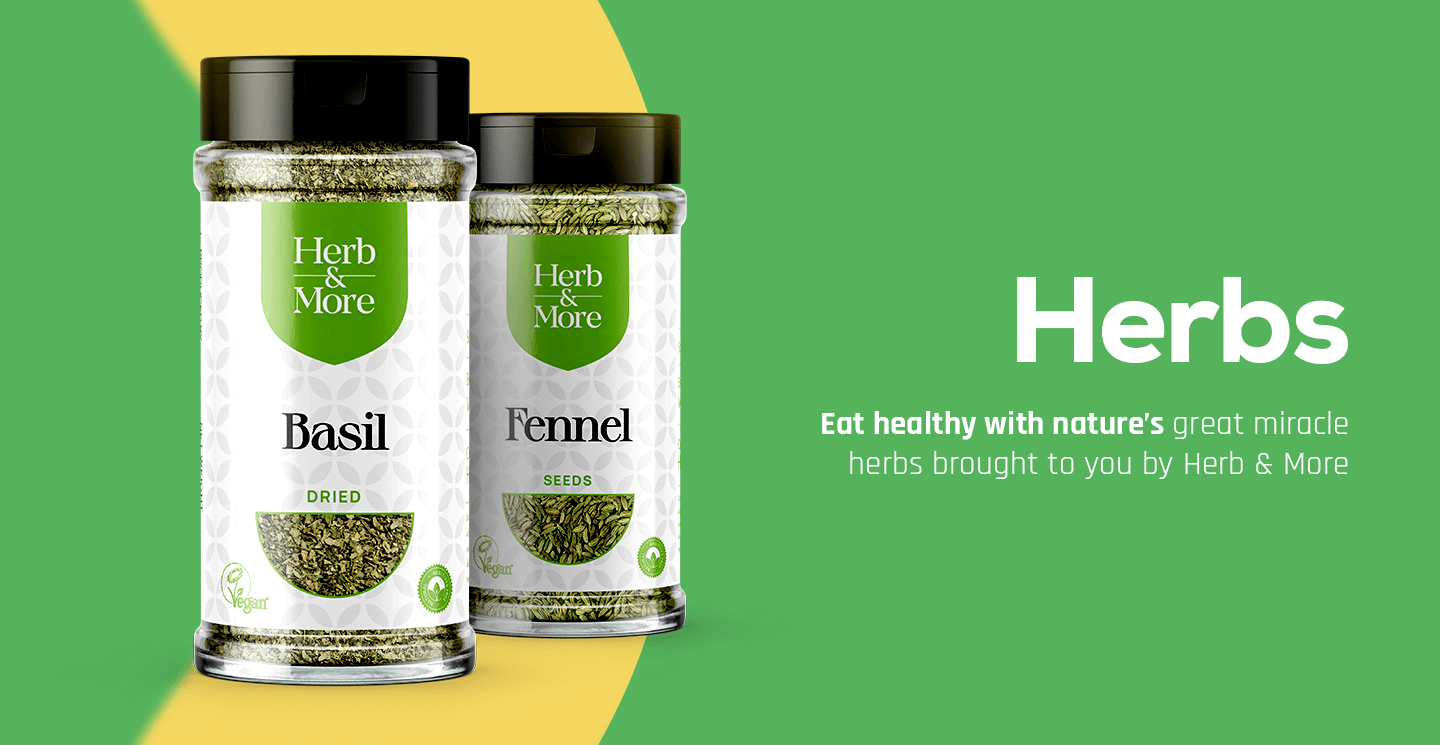 Herb
&
More
Basil
DRIED
Vegan
Herb
&
More
Fennel
SEEDS
Vegan
Herbs
Eat healthy with nature's great miracle
herbs brought to you by Herb & More